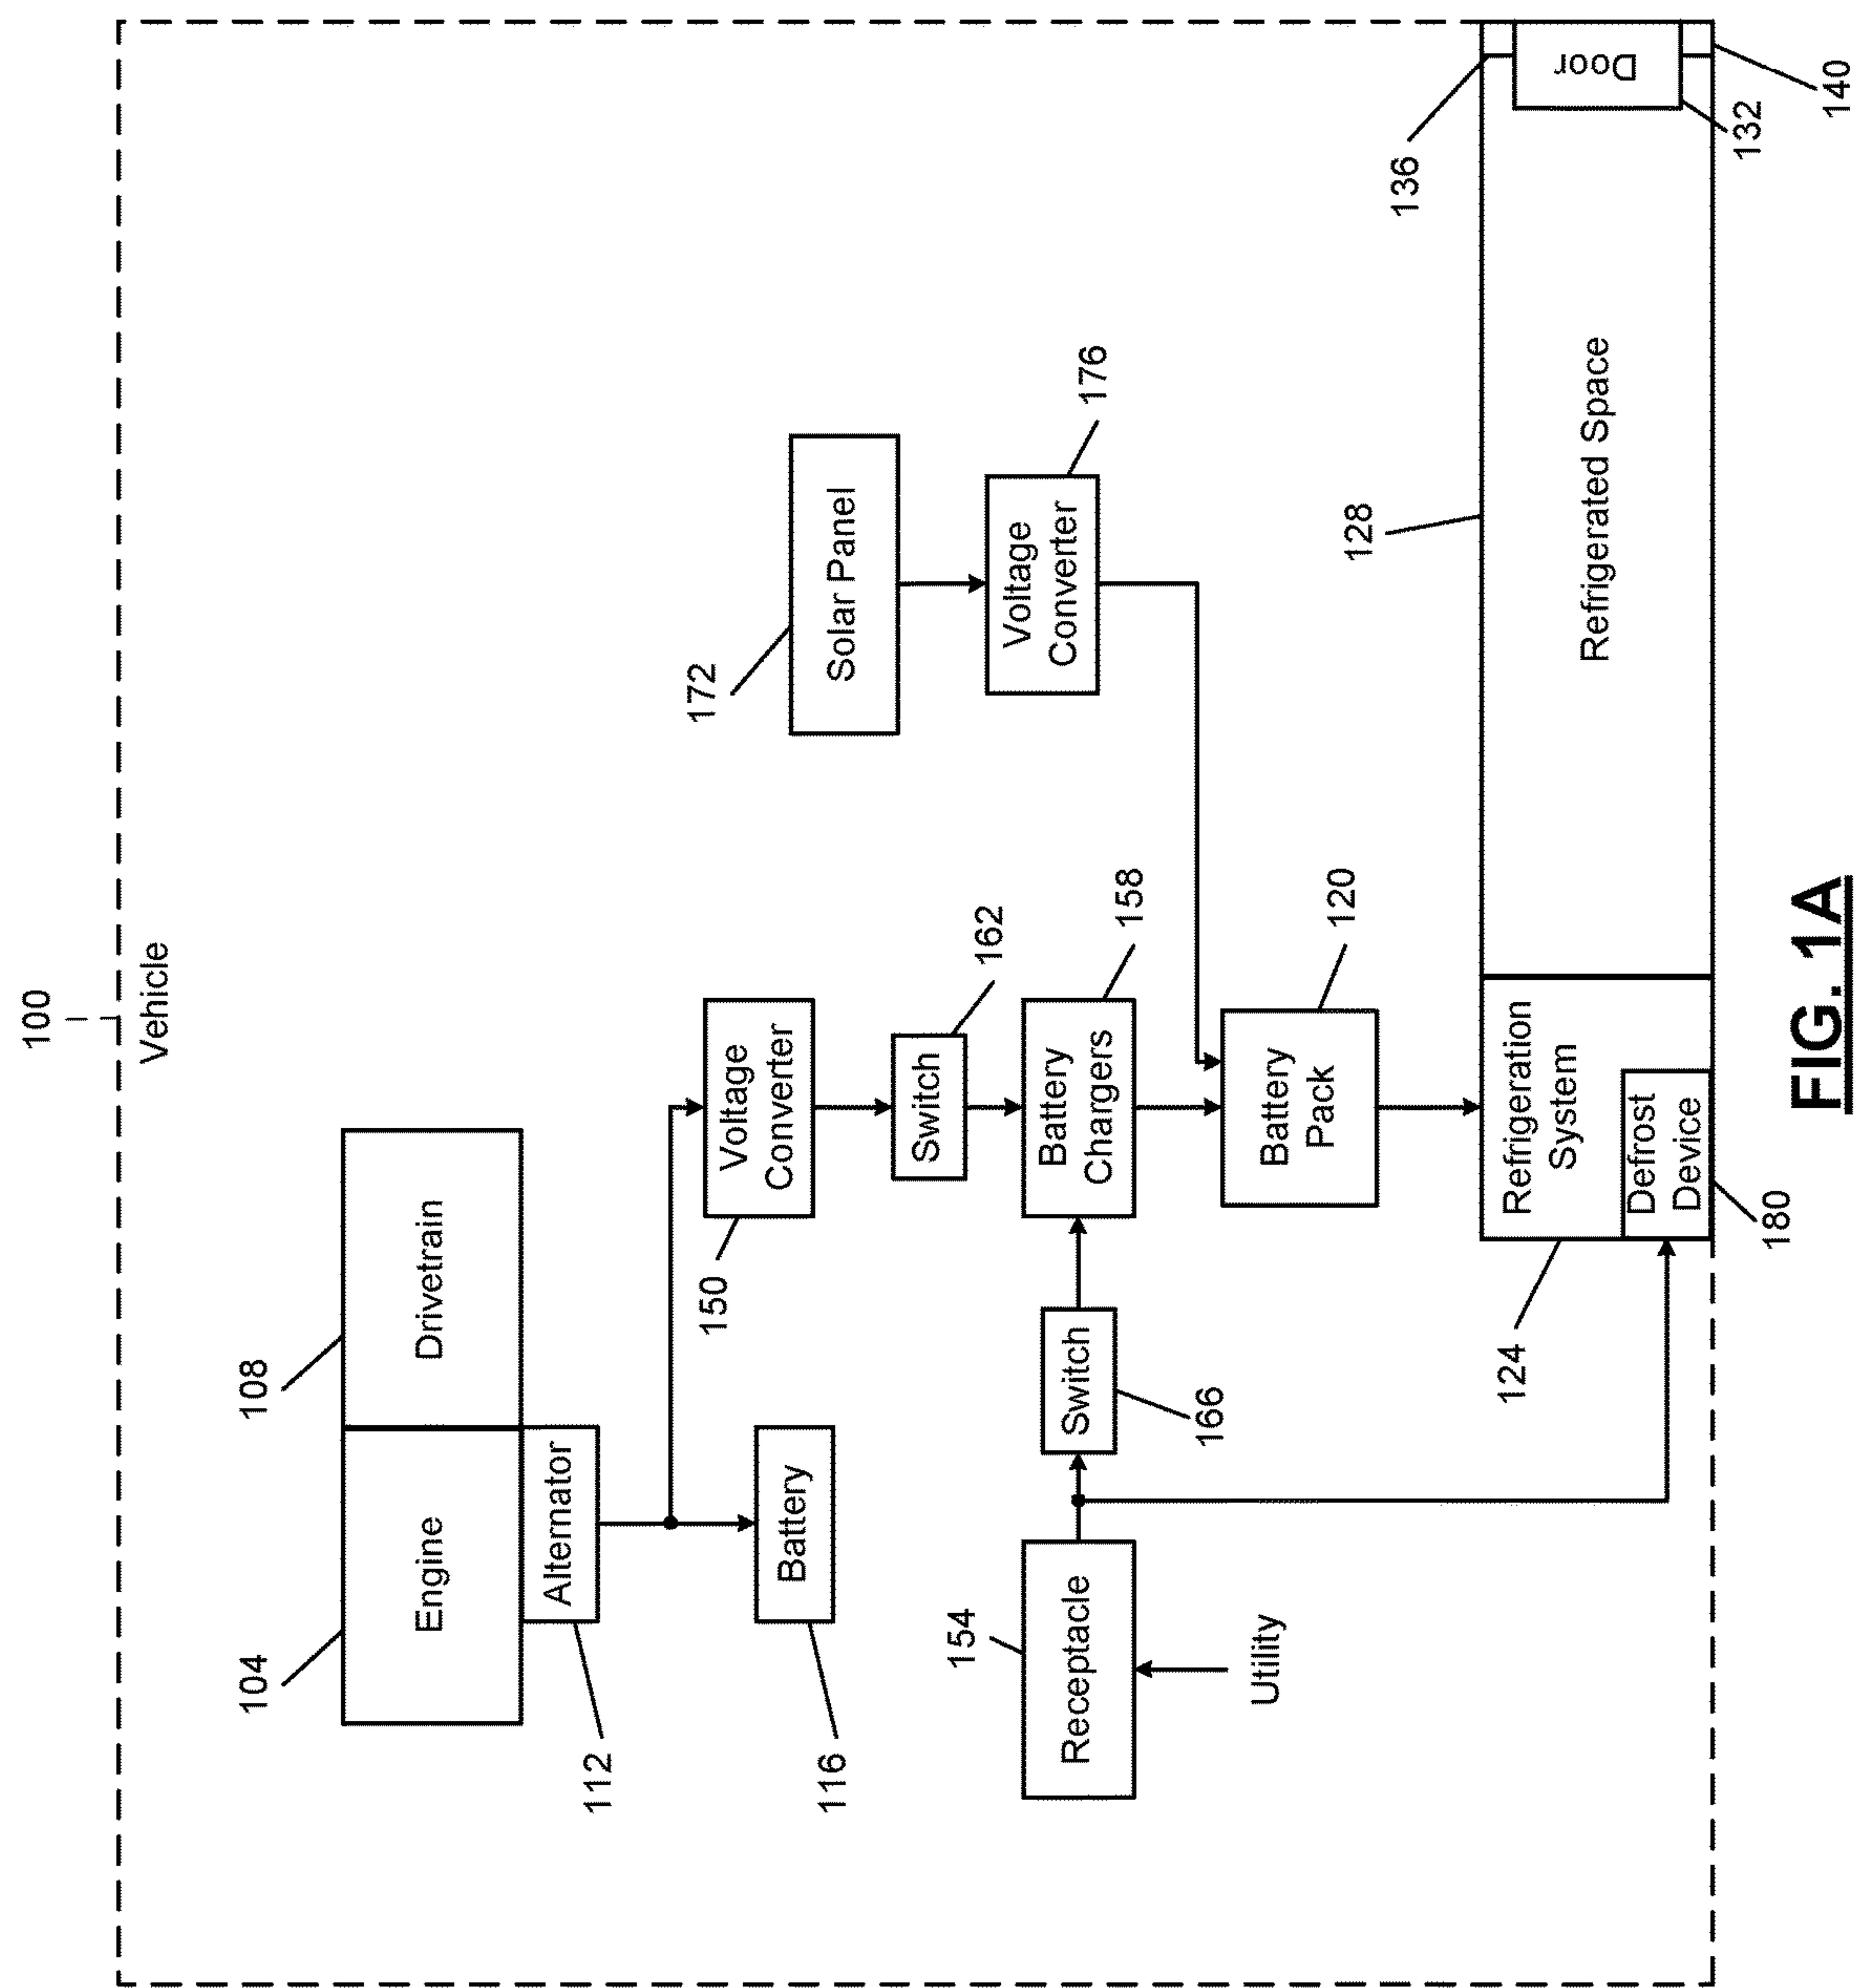 100
Vehicle
104
108
Engine
Drivetrain
Alternator
112
Battery
116
150
Voltage
Converter
Switch
162
172
Solar Panel
Voltage
Converter
176
154
Receptacle
Utility
Switch
166
Battery
Chargers
158
Battery
Pack
120
124
Refrigeration
System
Defrost
Device
180
128
Refrigerated Space
136
Door
132
140
FIG. 1A